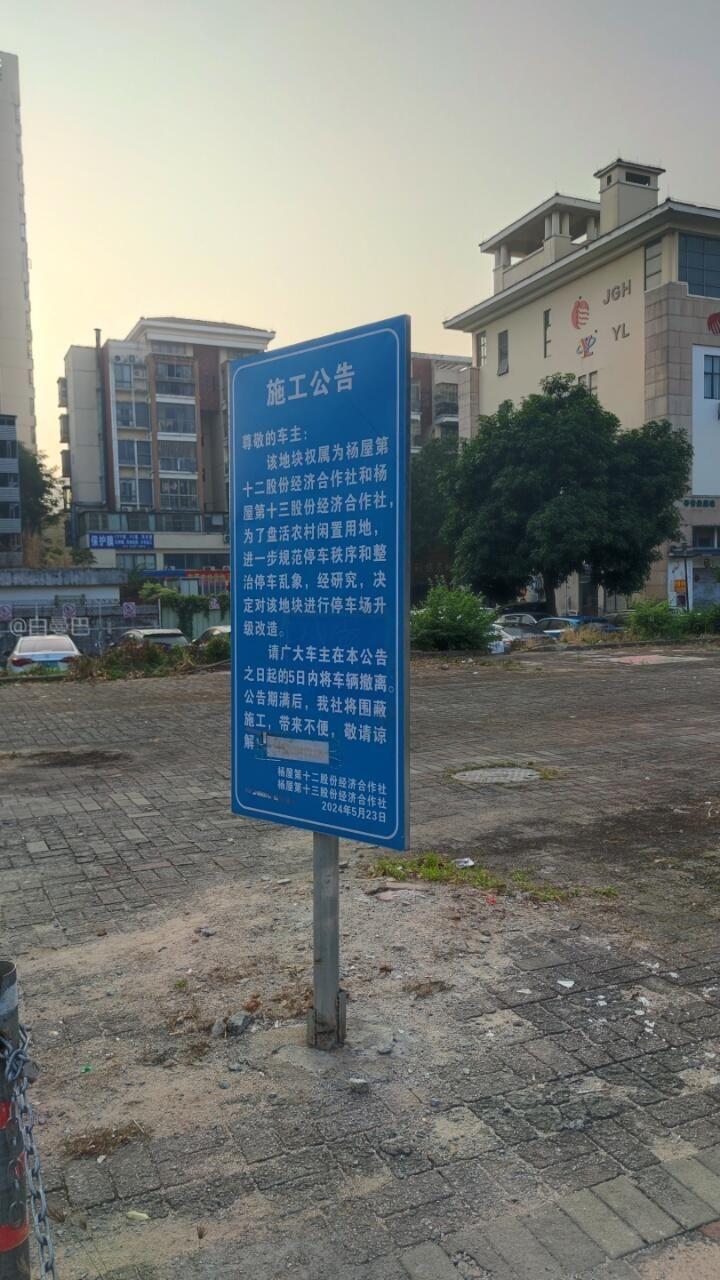 施工公告
尊敬的车主：
该地块权属为杨屋第
十二股份经济合作社和杨
屋第十三股份经济合作社，
为了盘活农村闲置用地，
进一步规范停车秩序和整
治停车乱象，经研究，决
定对该地块进行停车场升
级改造。
请广大车主在本公告
之日起的5日内将车辆撤离。
公告期满后，我社将围蔽
施工，带来不便，敬请谅
解
杨屋第十二股份经济合作社
杨屋第十三股份经济合作社
2024年5月23日
JGH
YL
保护膜
@白曼巴